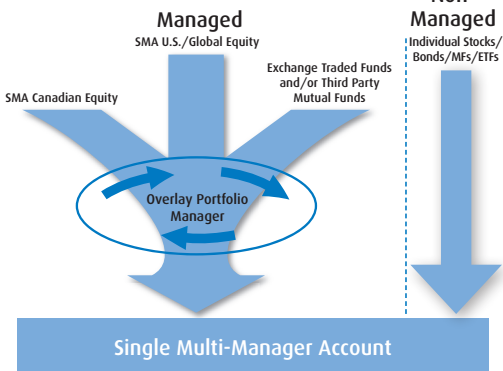 Managed
SMA U.S./Global Equity
SMA Canadian Equity
Exchange Traded Funds
and/or Third Party
Mutual Funds
Overlay Portfolio
Manager
Managed
Individual Stocks/
Bonds/MFs/ETFs
Single Multi-Manager Account